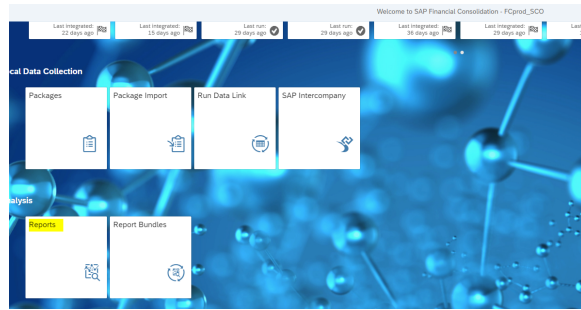 Welcome to SAP Financial Consolidation - FCprod_SCO
Last integrated:
22 days ago
Last integrated:
15 days ago
Last run:
29 days ago
Last run:
29 days ago
Last integrated:
36 days ago
Last integrated:
29 days ago
Last
cal Data Collection
Packages
Package Import
Run Data Link
SAP Intercompany
alysis
Reports
Report Bundles